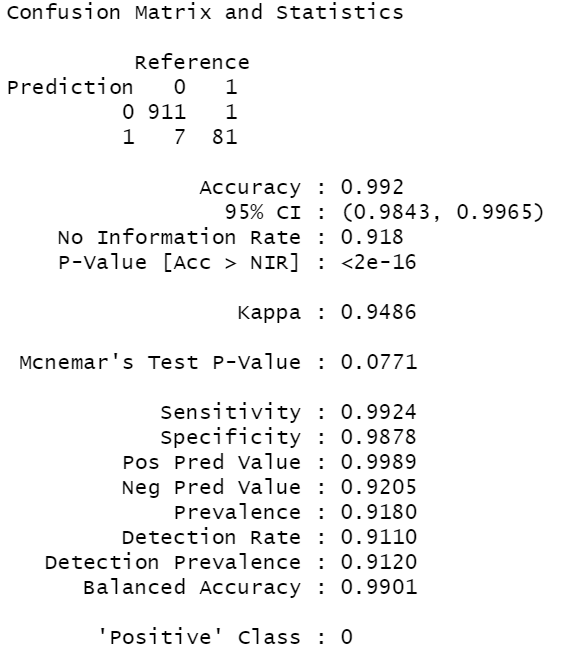 Confusion Matrix and Statistics
Reference
Prediction 0 1
0 911 1
1 7 81
Accuracy : 0.992
95% CI : (0.9843, 0.9965)
No Information Rate : 0.918
P-Value [Acc > NIR] : <2e-16
Kappa : 0.9486
Mcnemar's Test P-Value : 0.0771
Sensitivity : 0.9924
Specificity : 0.9878
Pos Pred Value : 0.9989
Neg Pred Value : 0.9205
Prevalence : 0.9180
Detection Rate : 0.9110
Detection Prevalence : 0.9120
Balanced Accuracy : 0.9901
'Positive' Class : 0